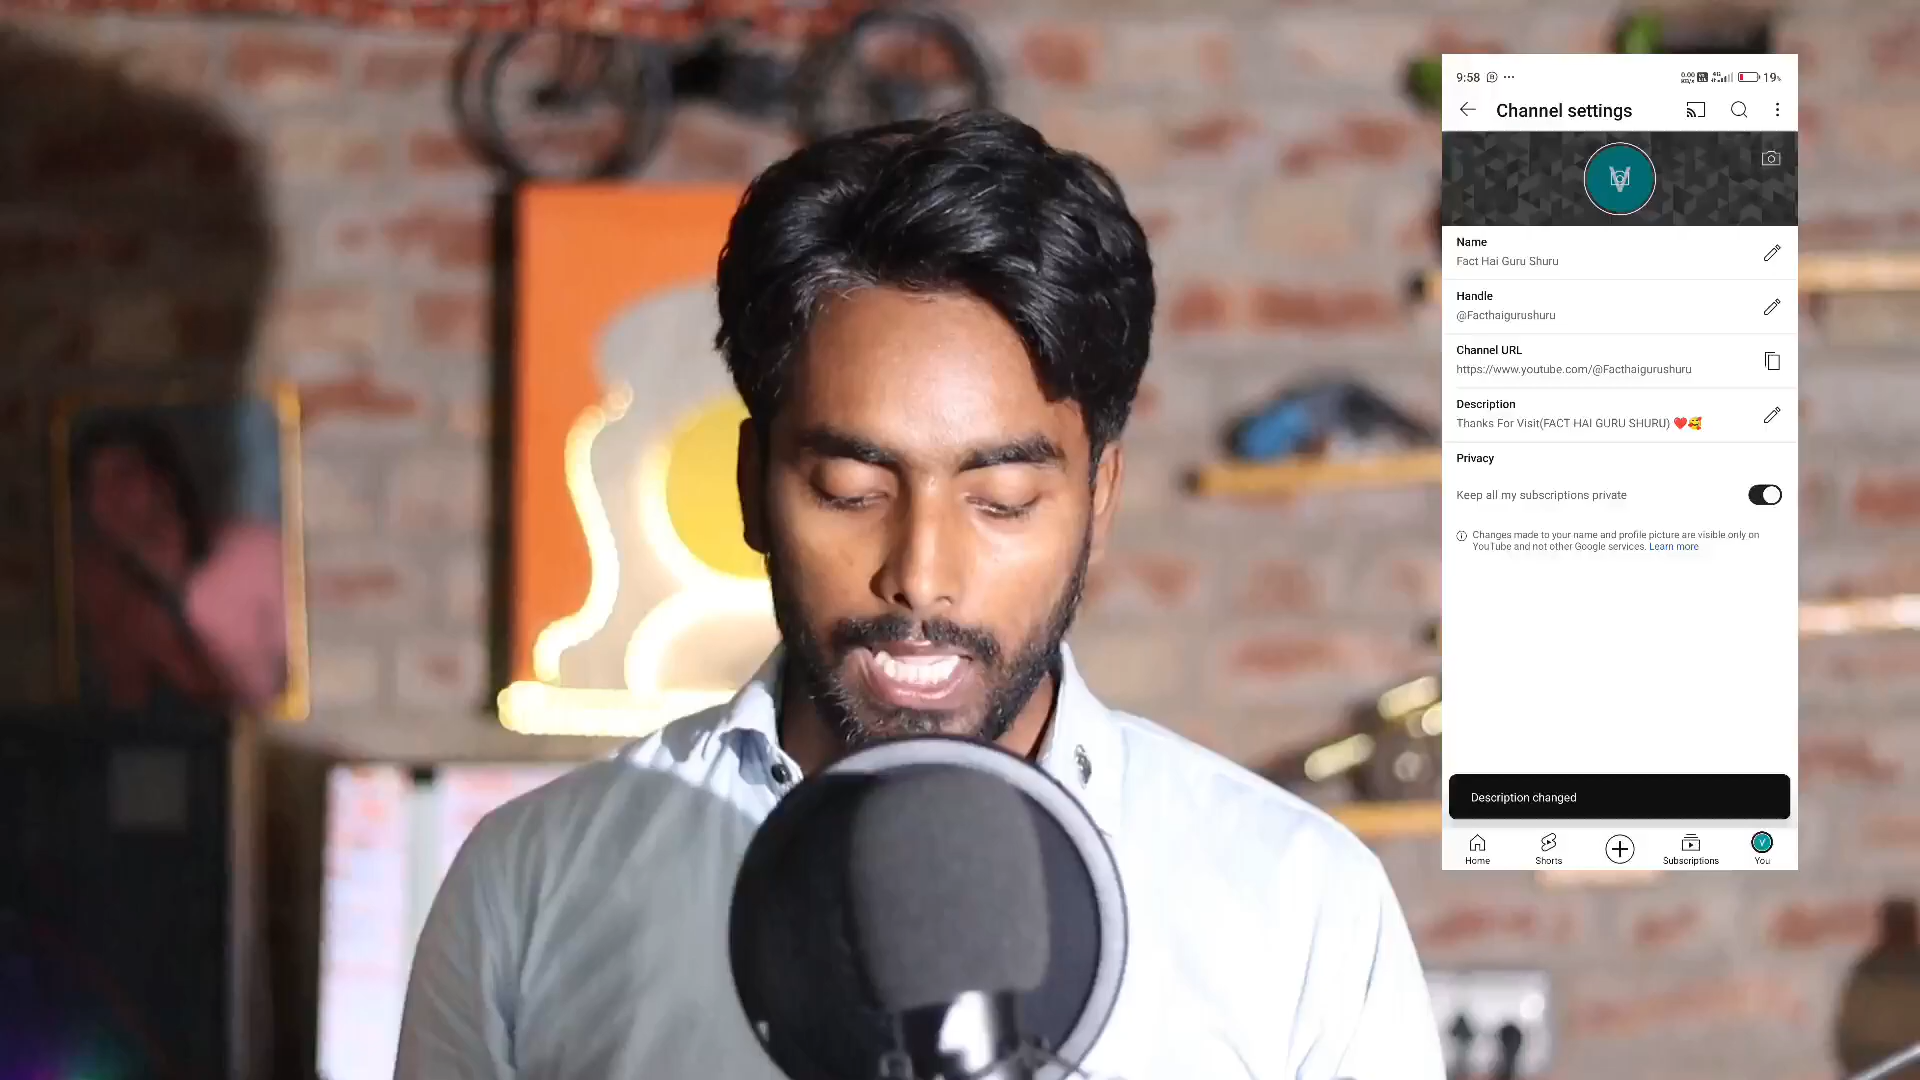 9:58
19%
Channel settings
V
Name
Fact Hai Guru Shuru
Handle
@Facthaigurushuru
Channel URL
https://www.youtube.com/@Facthaigurushuru
Description
Thanks For Visit(FACT HAI GURU SHURU) ❤️🥰
Privacy
Keep all my subscriptions private
Changes made to your name and profile picture are visible only on
YouTube and not other Google services. Learn more
Description changed
Home
Shorts
Subscriptions
V
You